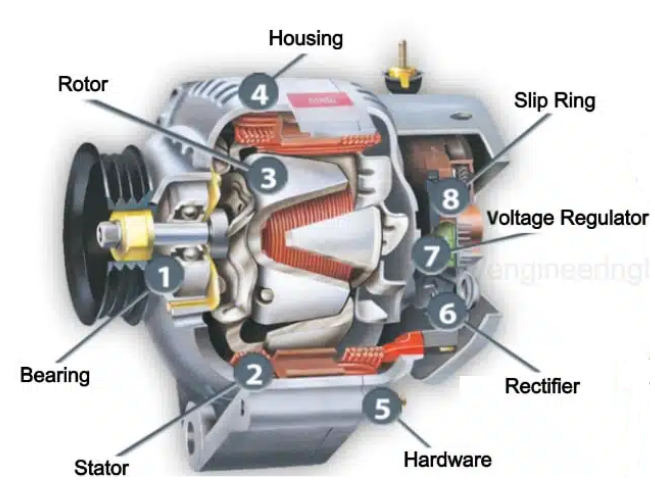 Housing
Rotor
4
Slip Ring
3
8
Voltage Regulator
7
1
6
Bearing
2
Rectifier
5
Stator
Hardware